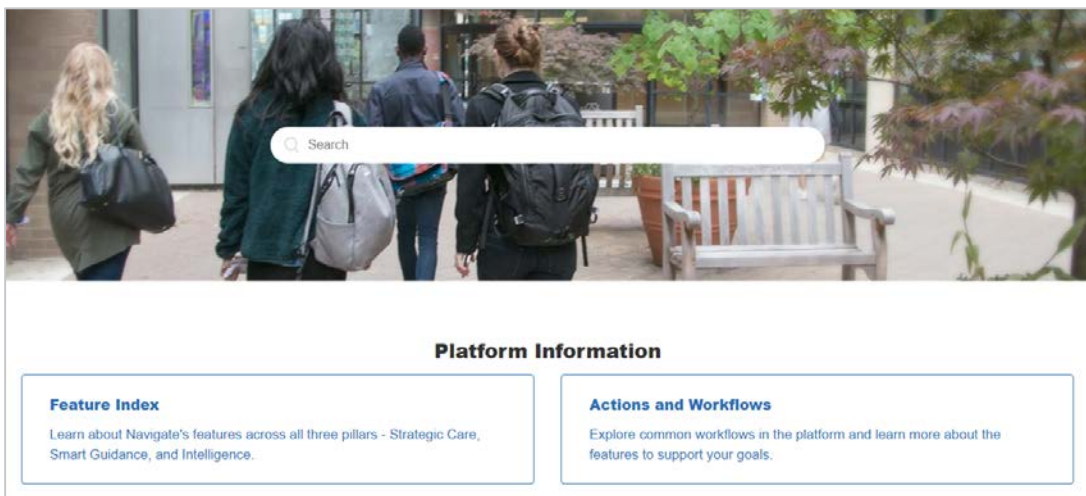 Search
Platform Information
Feature Index
Learn about Navigate's features across all three pillars - Strategic Care,
Smart Guidance, and Intelligence.
Actions and Workflows
Explore common workflows in the platform and learn more about the
features to support your goals.